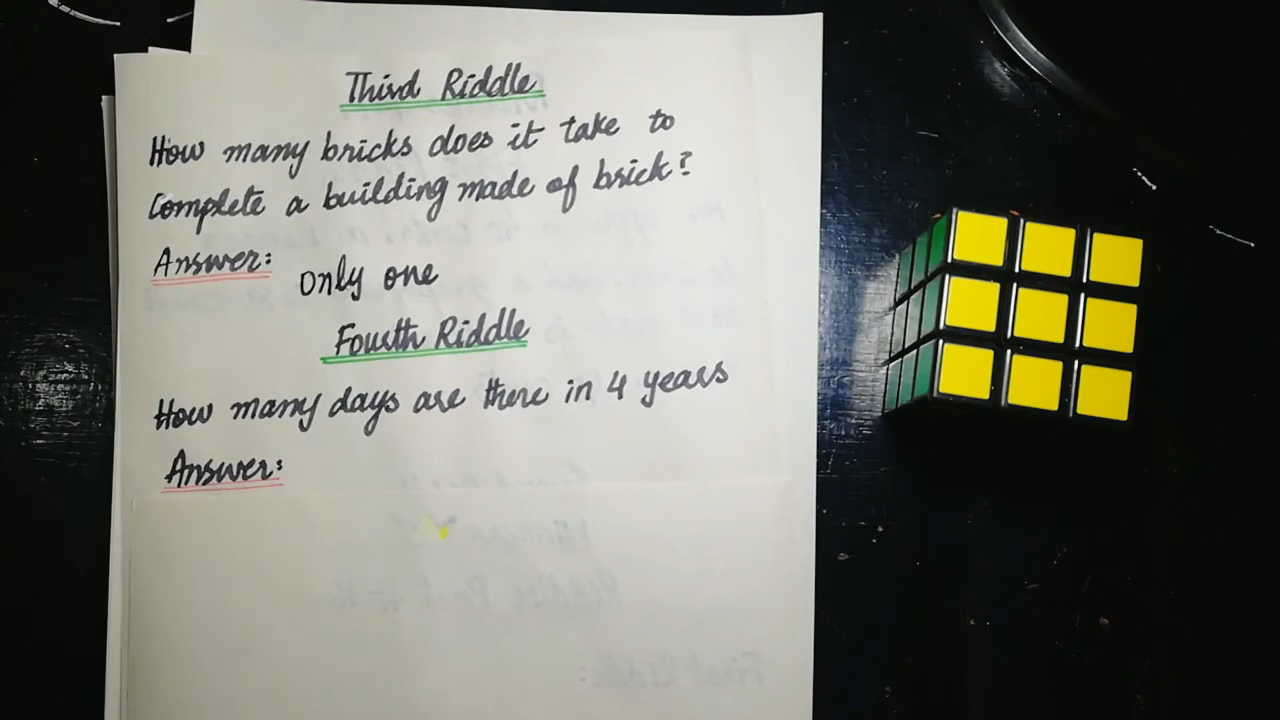 Third Riddle
How many bricks does it take to
Complete a building made of brick?
Answer:
Only one
Fourth Riddle
How many days are there in 4 years
Answer: